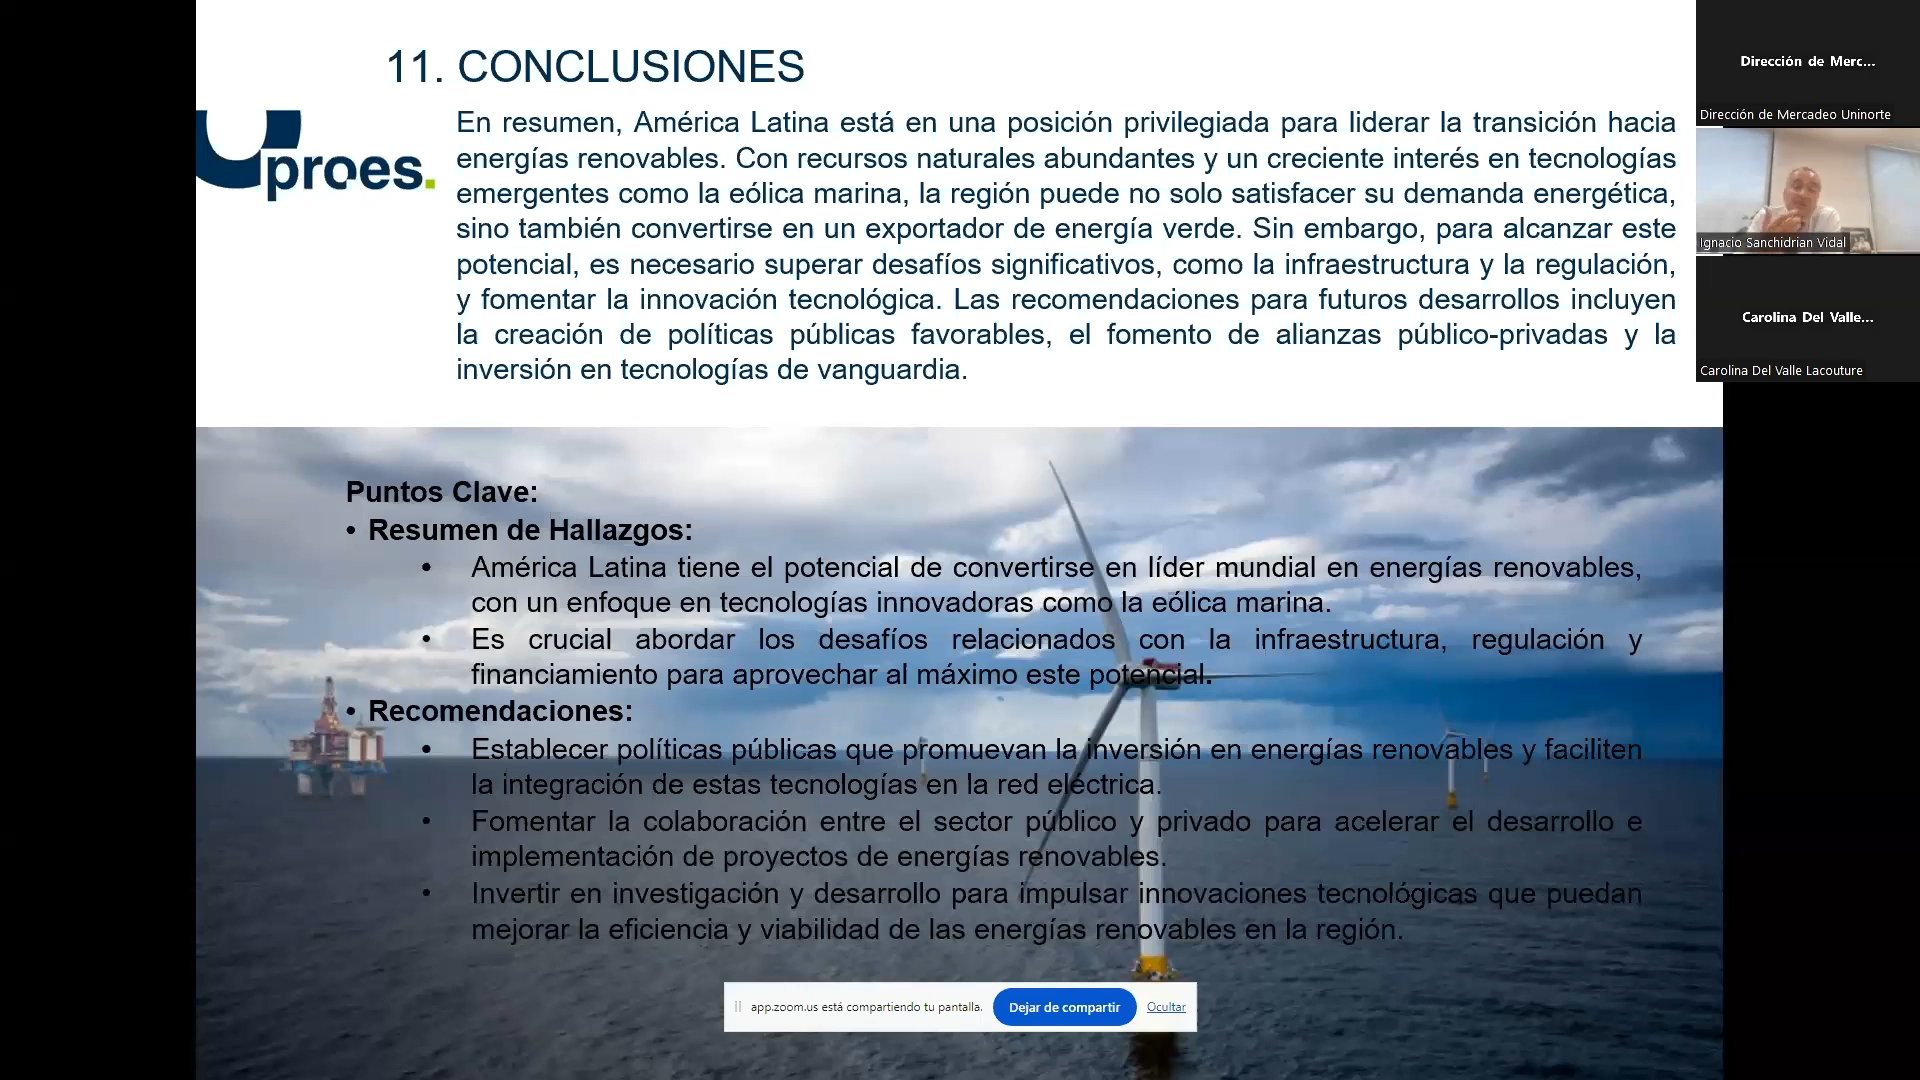 11. CONCLUSIONES
proes.
En resumen, América Latina está en una posición privilegiada para liderar la transición hacia
energías renovables. Con recursos naturales abundantes y un creciente interés en tecnologías
emergentes como la eólica marina, la región puede no solo satisfacer su demanda energética,
sino también convertirse en un exportador de energía verde. Sin embargo, para alcanzar este
potencial, es necesario superar desafíos significativos, como la infraestructura y la regulación,
y fomentar la innovación tecnológica. Las recomendaciones para futuros desarrollos incluyen
la creación de políticas públicas favorables, el fomento de alianzas público-privadas y la
inversión en tecnologías de vanguardia.
Puntos Clave:
• Resumen de Hallazgos:
• América Latina tiene el potencial de convertirse en líder mundial en energías renovables,
con un enfoque en tecnologías innovadoras como la eólica marina.
• Es crucial abordar los desafíos relacionados con la infraestructura, regulación y
financiamiento para aprovechar al máximo este potencial.
• Recomendaciones:
• Establecer políticas públicas que promuevan la inversión en energías renovables y faciliten
la integración de estas tecnologías en la red eléctrica.
• Fomentar la colaboración entre el sector público y privado para acelerar el desarrollo e
implementación de proyectos de energías renovables.
• Invertir en investigación y desarrollo para impulsar innovaciones tecnológicas que puedan
mejorar la eficiencia y viabilidad de las energías renovables en la región.
app.zoom.us está compartiendo tu pantalla. Dejar de compartir Ocultar
Dirección de Merc...
Dirección de Mercadeo Uninorte
Ignacio Sanchidrian Vidal
Carolina Del Valle...
Carolina Del Valle Lacouture